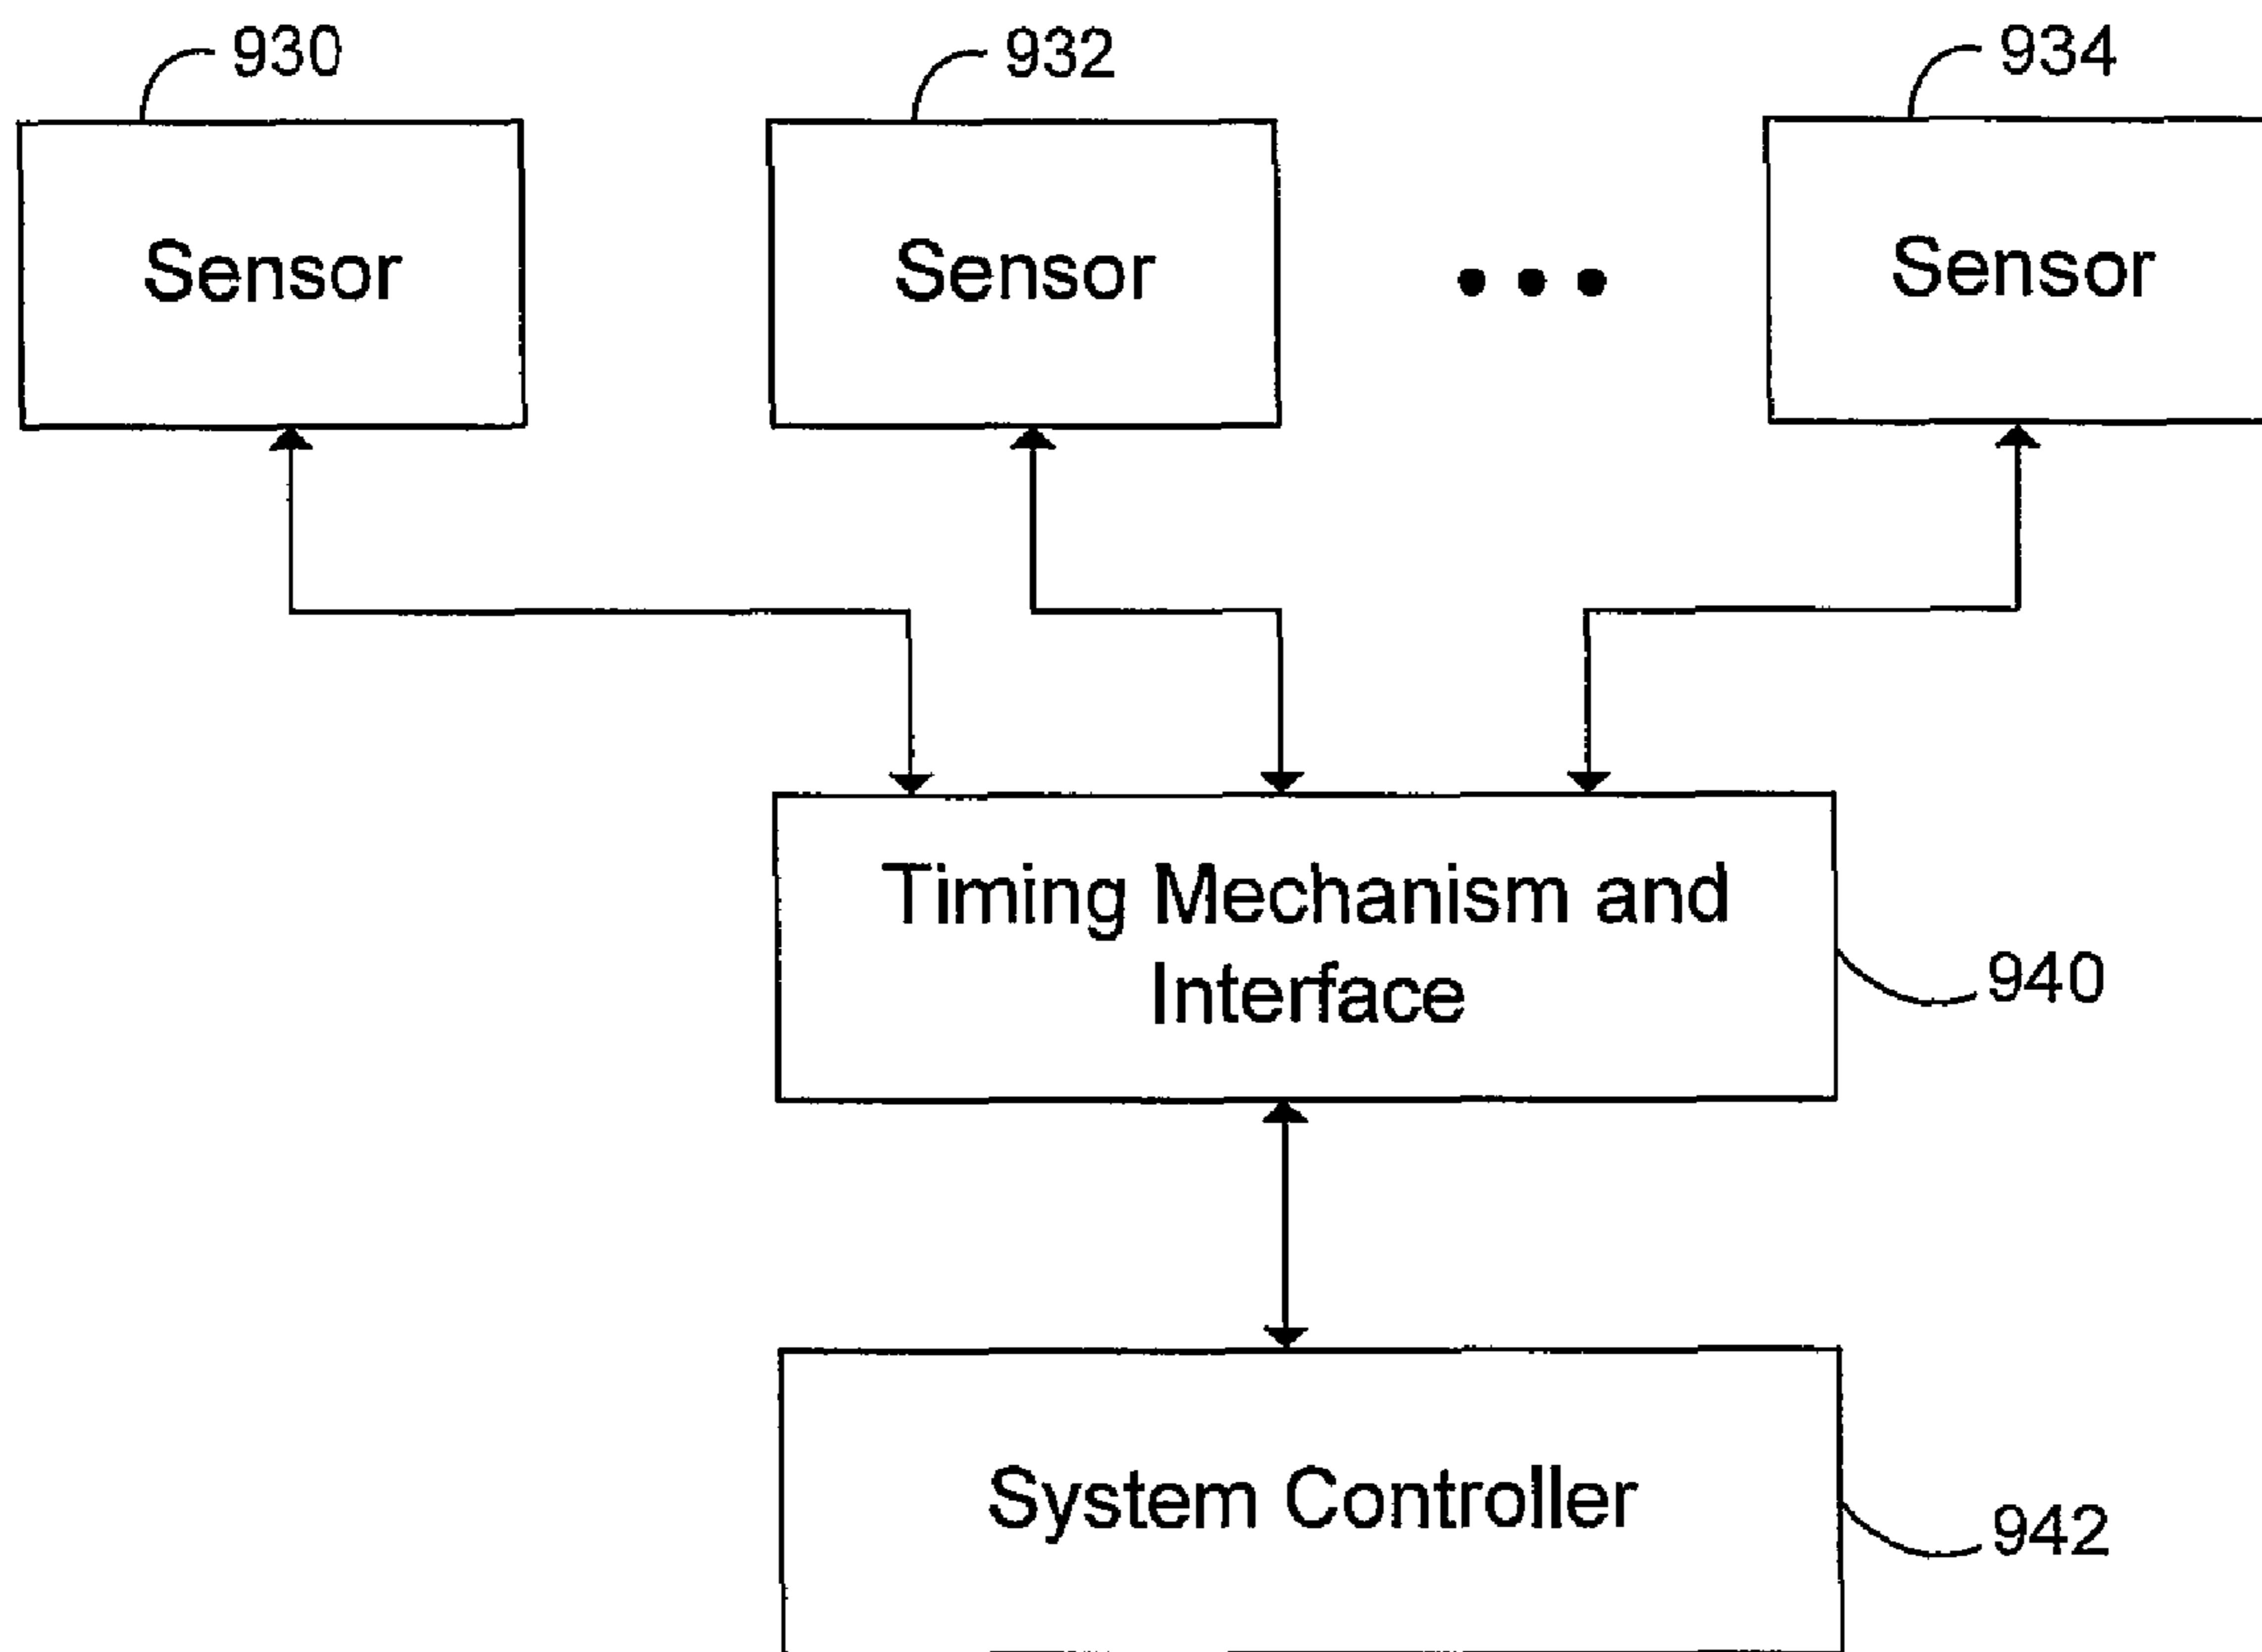 930
932
934
Sensor
Sensor
Sensor
Timing Mechanism and
Interface
940
System Controller
942